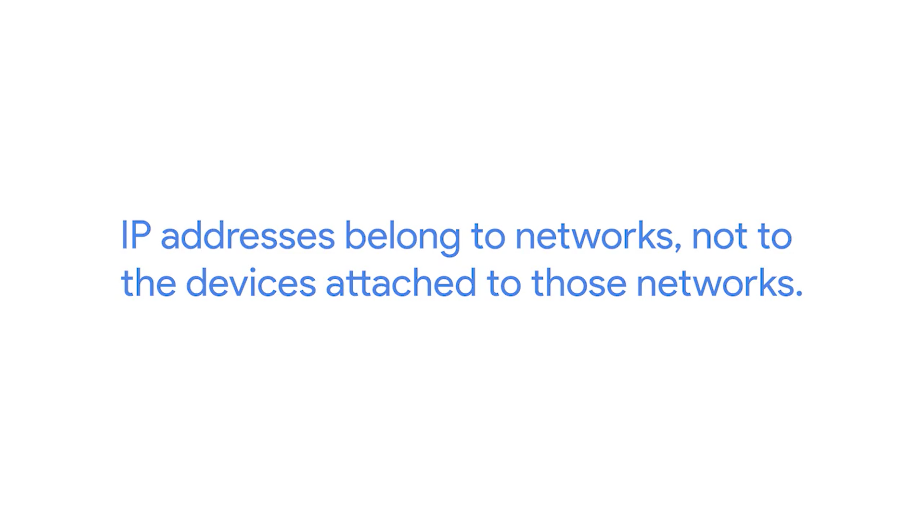 IP addresses belong to networks, not to
the devices attached to those networks.